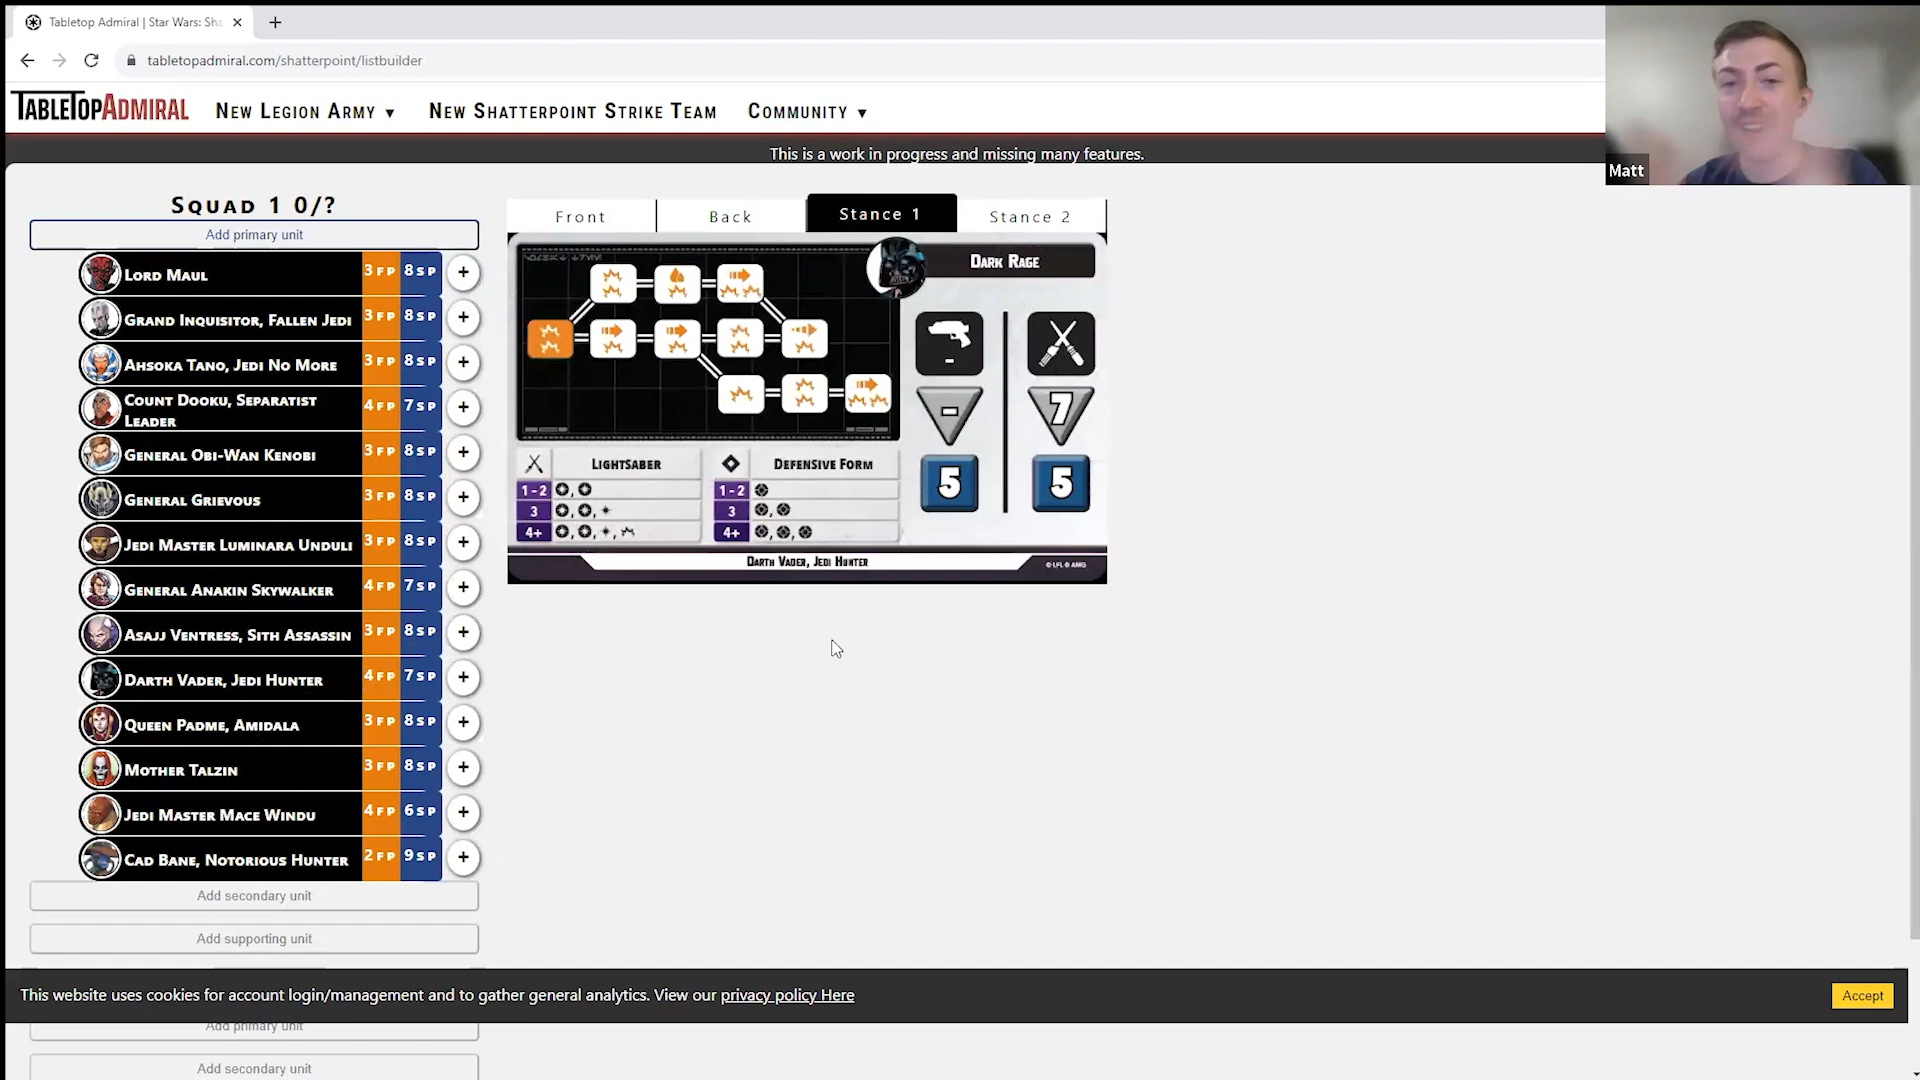 Tabletop Admiral | Star Wars: Sha
tabletopadmiral.com/shatterpoint/listbuilder
TableTopAdmiral
New Legion Army ▼
New Shatterpoint Strike Team
Community ▼
This is a work in progress and missing many features.
Matt
Squad 1 0/?
Add primary unit
Lord Maul 3 FP 8 SP +
Grand Inquisitor, Fallen Jedi 3 FP 8 SP +
Ahsoka Tano, Jedi No More 3 FP 8 SP +
Count Dooku, Separatist
Leader 4 FP 7 SP +
General Obi-Wan Kenobi 3 FP 8 SP +
General Grievous 3 FP 8 SP +
Jedi Master Luminara Unduli 3 FP 8 SP +
General Anakin Skywalker 4 FP 7 SP +
Asajj Ventress, Sith Assassin 3 FP 8 SP +
Darth Vader, Jedi Hunter 4 FP 7 SP +
Queen Padme, Amidala 3 FP 8 SP +
Mother Talzin 3 FP 8 SP +
Jedi Master Mace Windu 4 FP 6 SP +
Cad Bane, Notorious Hunter 2 FP 9 SP +
Add secondary unit
Add supporting unit
Front
Back
Stance 1
Stance 2
Dark Rage
- 
- 7
5 5
Lightsaber
1-2
3
4+
Defensive Form
1-2
3
4+
Darth Vader, Jedi Hunter
© LFL © AMG
This website uses cookies for account login/management and to gather general analytics. View our privacy policy Here
Accept
Add primary unit
Add secondary unit